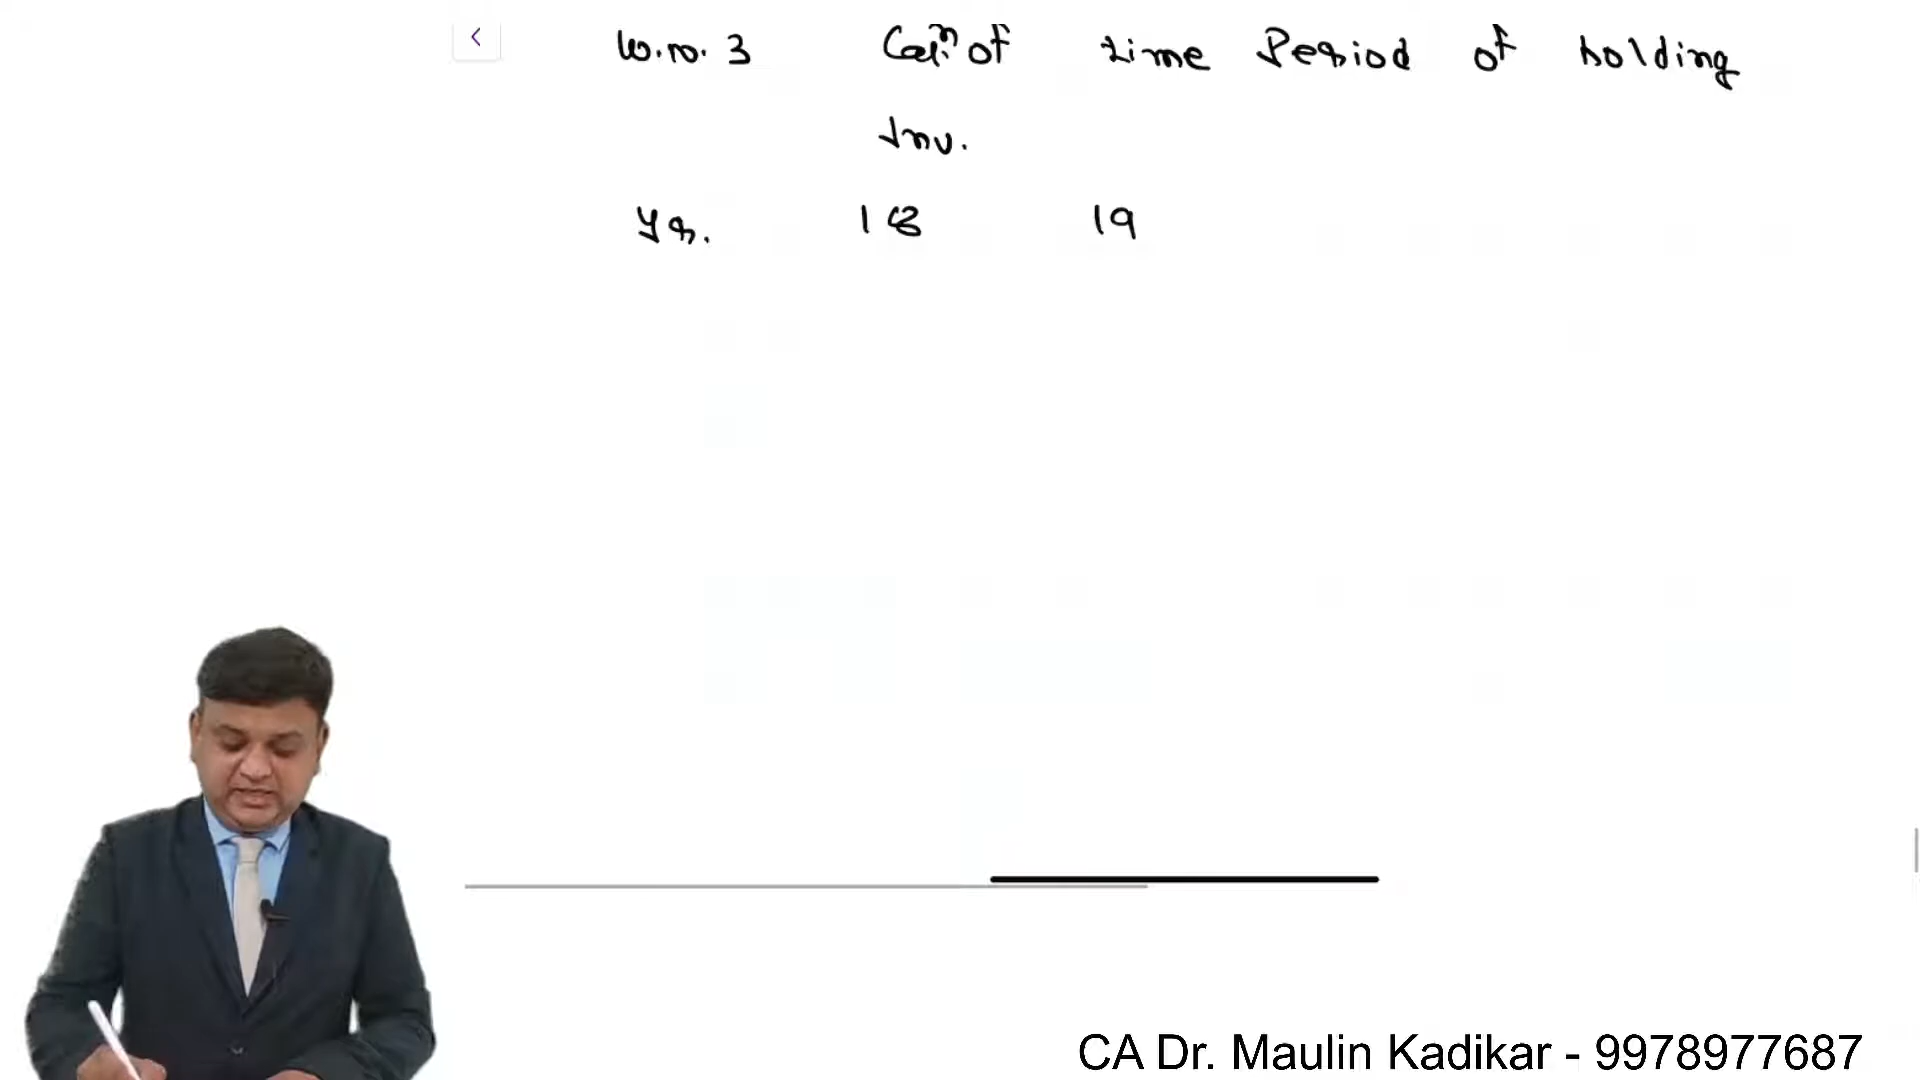 W.N. 3 Calⁿ of time Period of holding
Inv.
Yr. 18 19
CA Dr. Maulin Kadikar - 9978977687